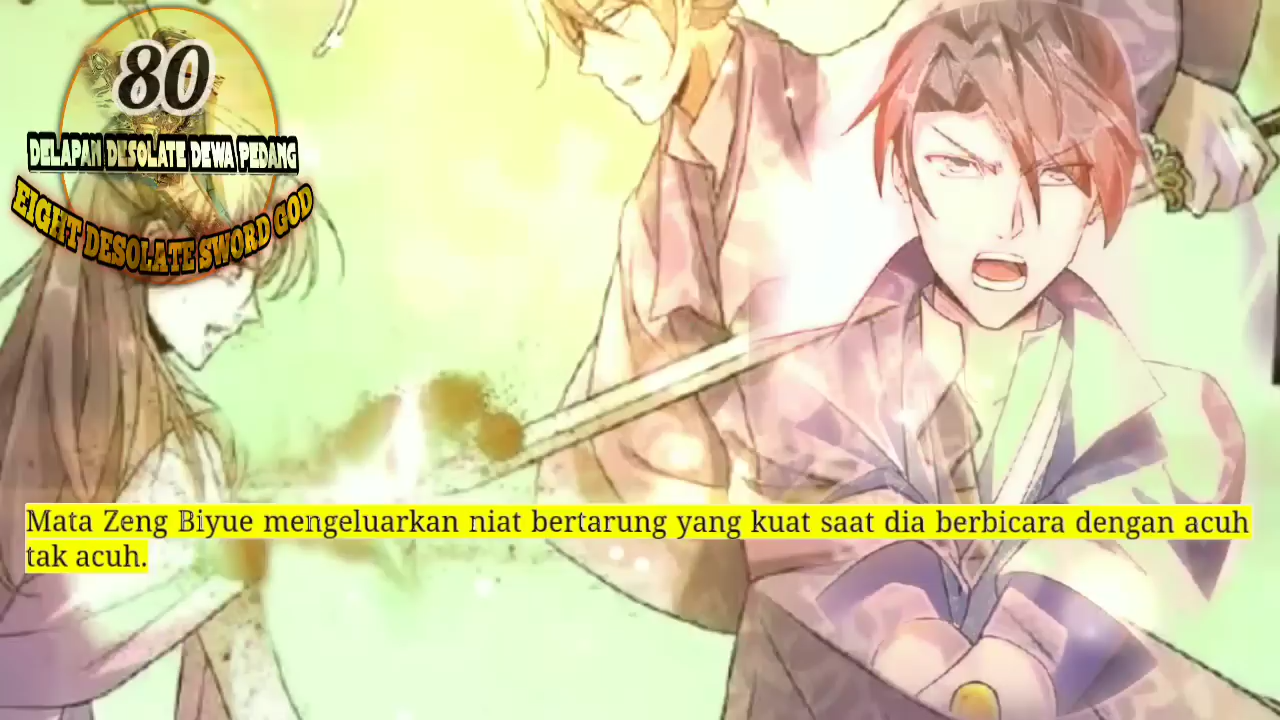 80
DELAPAN DESOLATE DEWA PEDANG
EIGHT DESOLATE SWORD GOD
Mata Zeng Biyue mengeluarkan niat bertarung yang kuat saat dia berbicara dengan acuh
tak acuh.